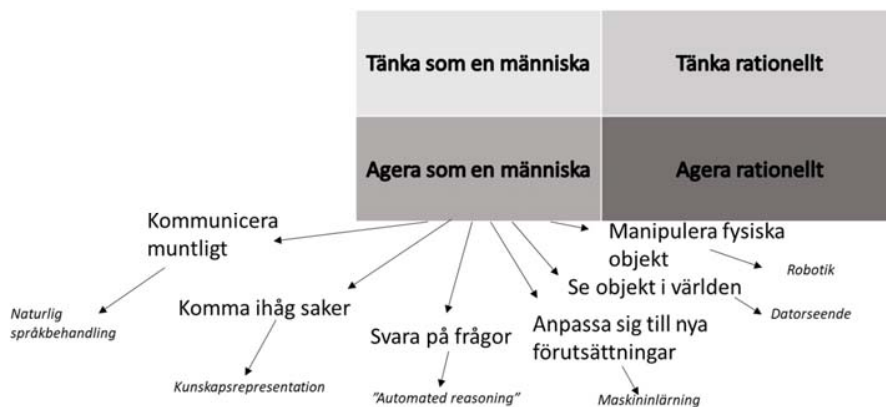 Tänka som en människa
Tänka rationellt
Agera som en människa
Agera rationellt
Kommunicera
muntligt
Manipulera fysiska
objekt
Robotik
Se objekt i världen
Datorseende
Naturlig
språkbehandling
Komma ihåg saker
Svara på frågor
Anpassa sig till nya
förutsättningar
Kunskapsrepresentation
"Automated reasoning"
Maskininlärning